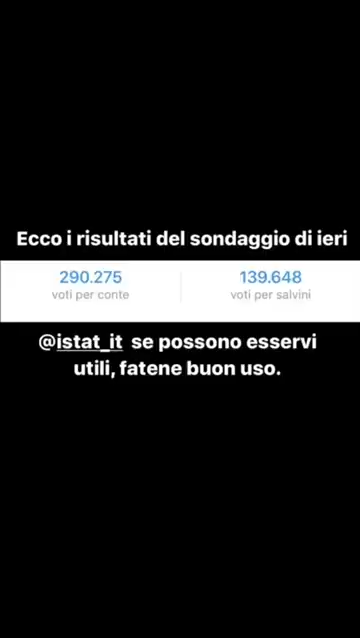 Ecco i risultati del sondaggio di ieri
290.275 139.648
voti per conte voti per salvini
@istat_it se possono esservi
utili, fatene buon uso.